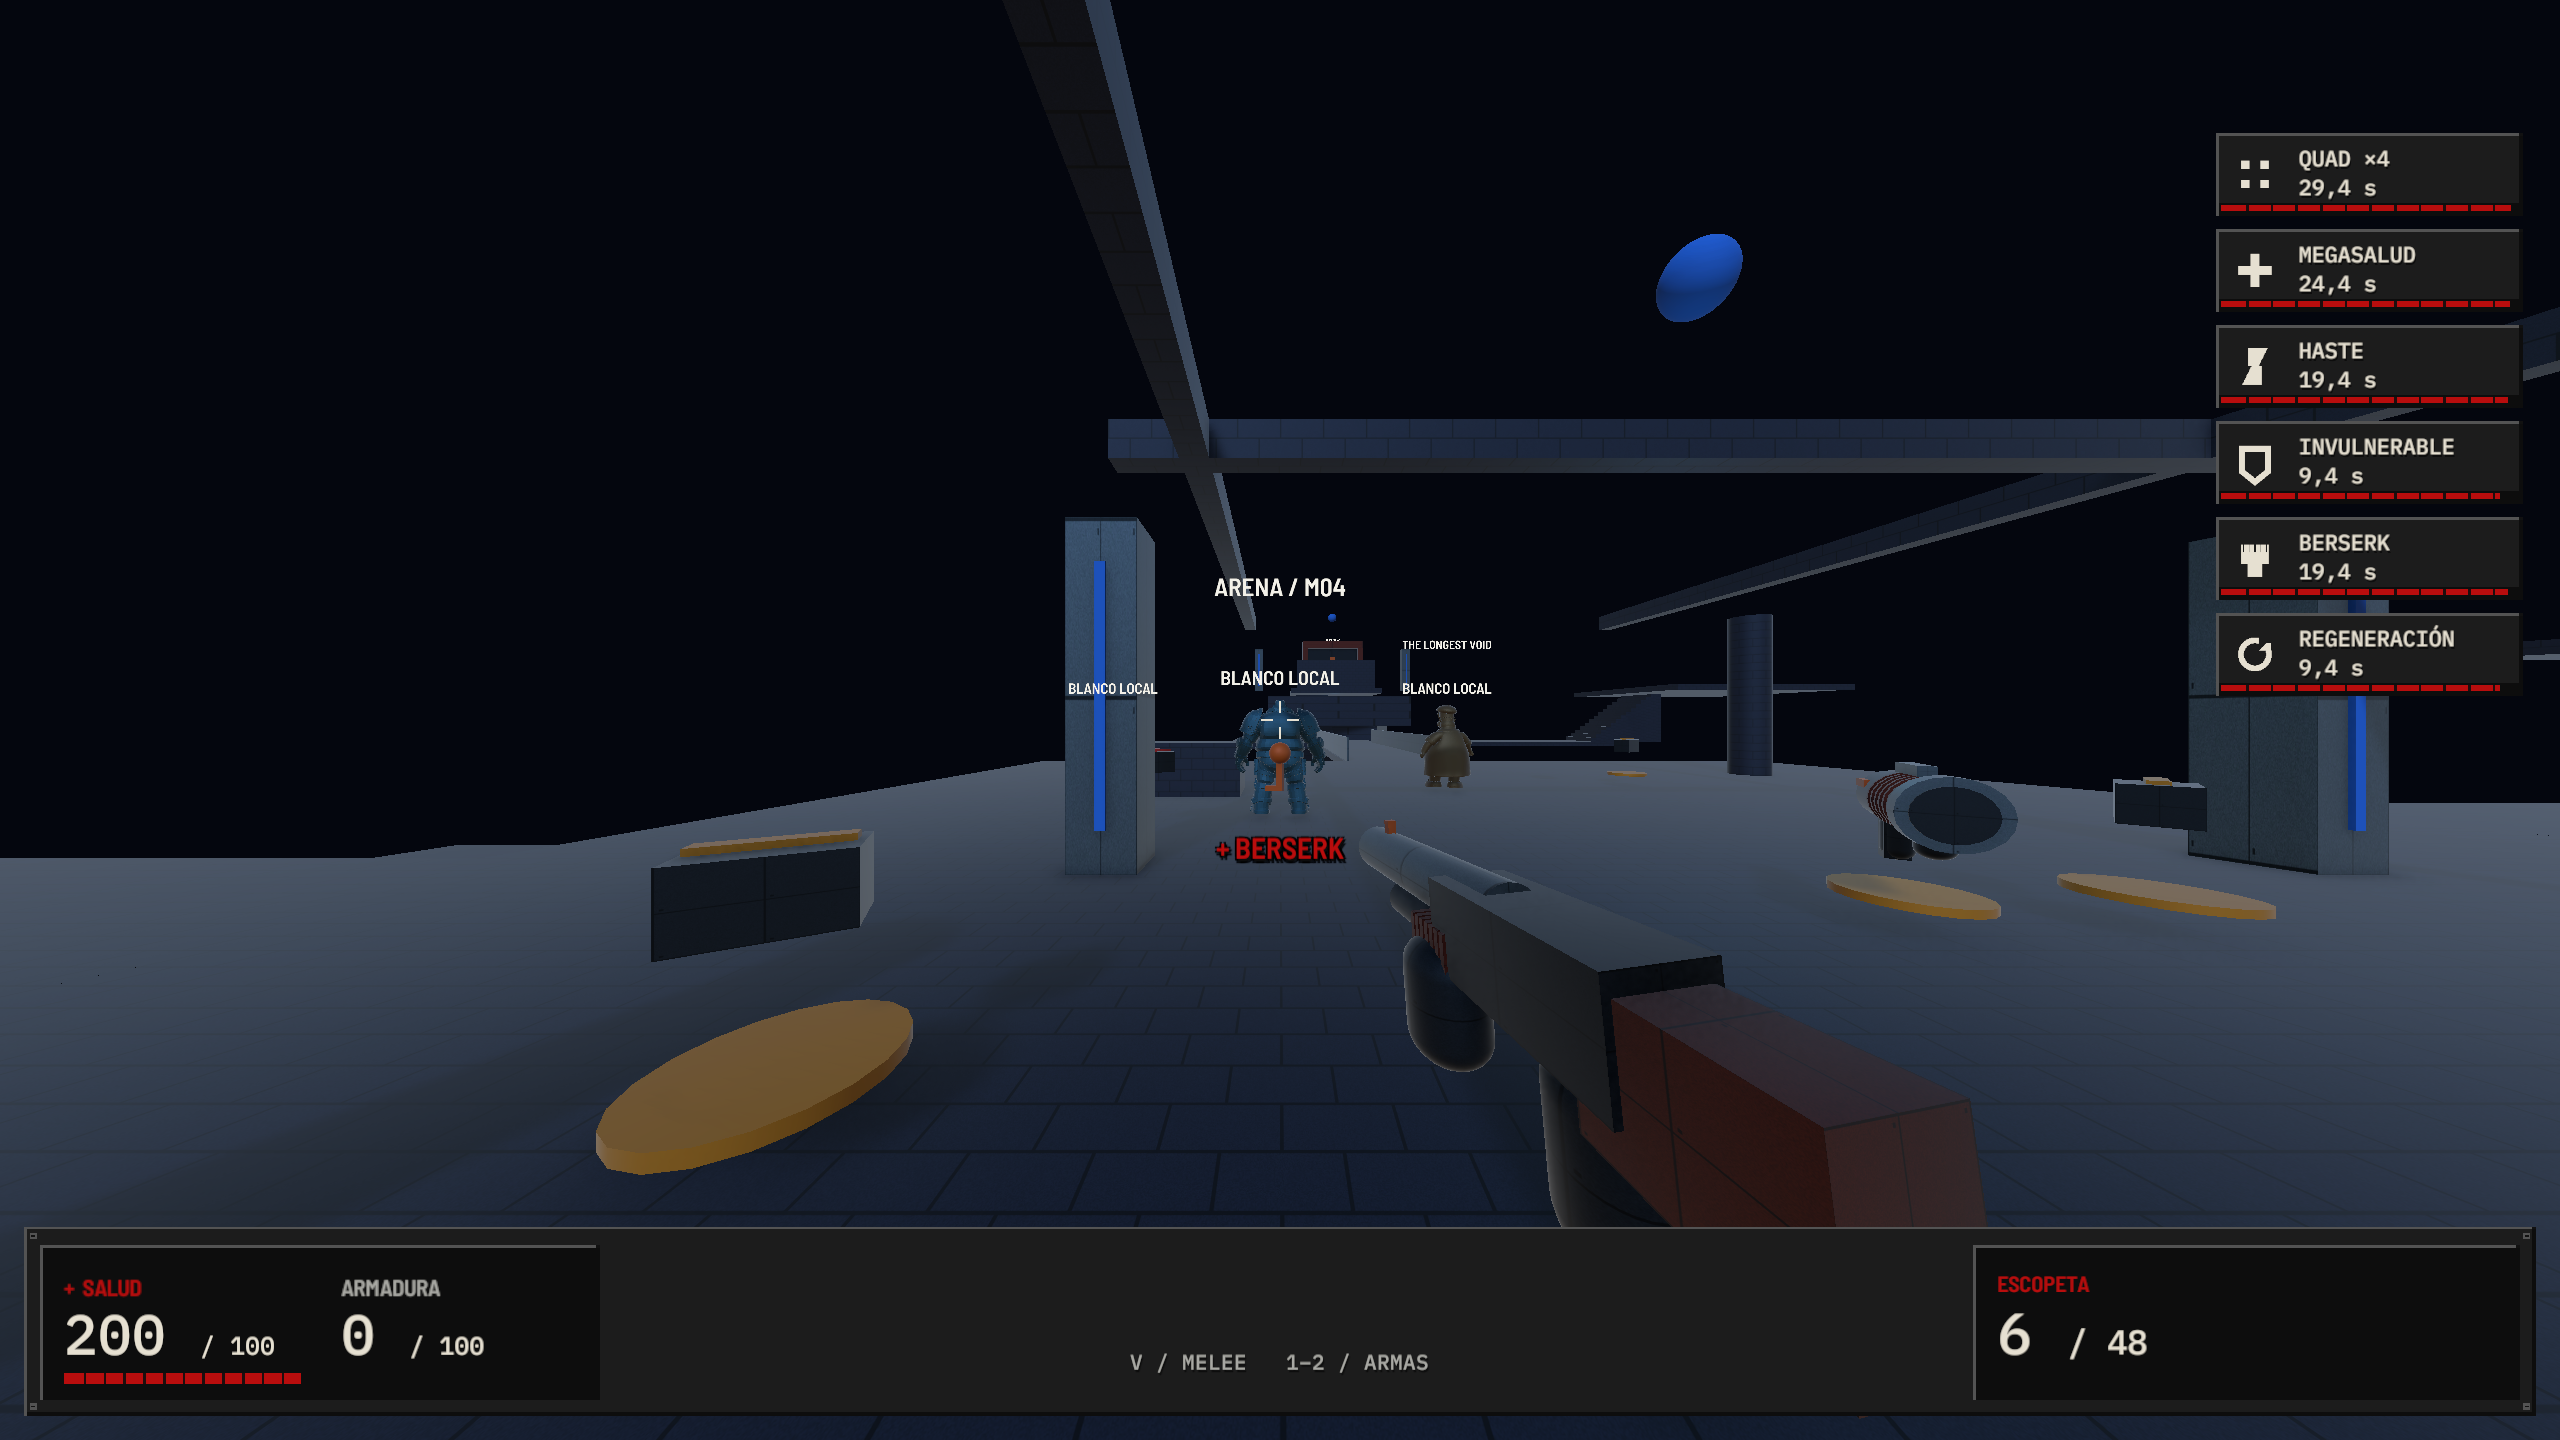 QUAD ×4
29,4 s
MEGASALUD
24,4 s
HASTE
19,4 s
INVULNERABLE
9,4 s
BERSERK
19,4 s
REGENERACIÓN
9,4 s
ARENA / M04
THE LONGEST VOID
BLANCO LOCAL
BLANCO LOCAL
BLANCO LOCAL
+ BERSERK
+ SALUD
200 / 100
ARMADURA
0 / 100
V / MELEE 1-2 / ARMAS
ESCOPETA
6 / 48